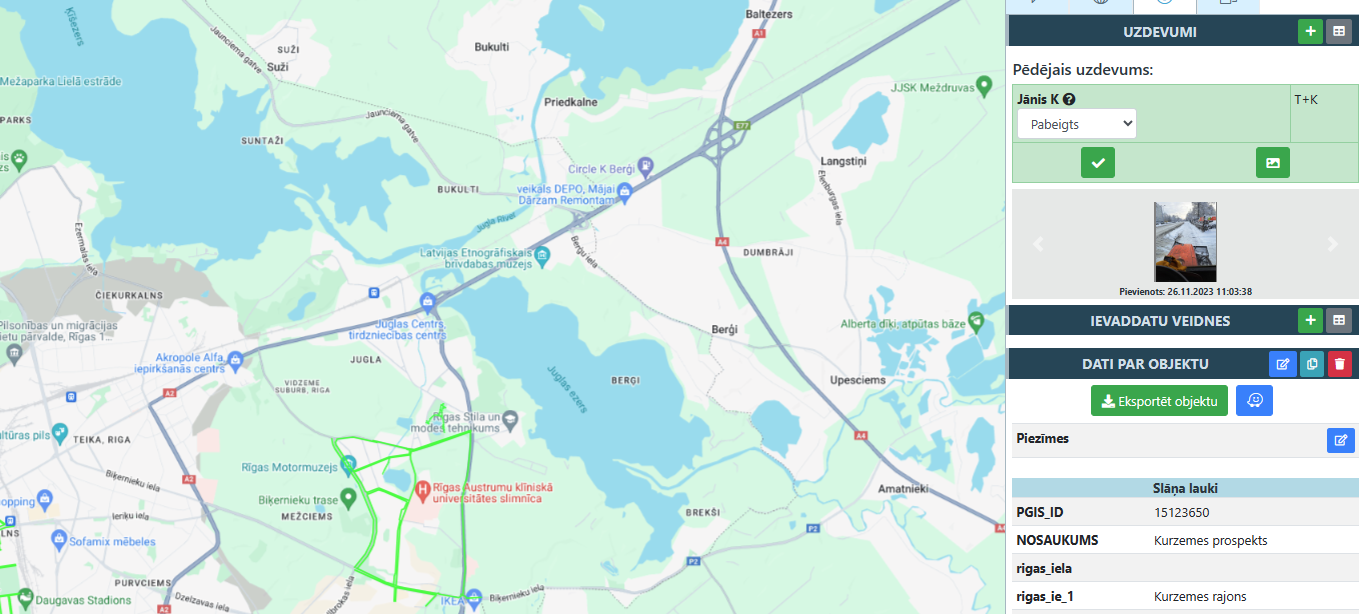 Ķīšezers
Baltezers
A1
SUŽI
Suži
Bukulti
Jaunciema gatve
Mežaparka Lielā estrāde
JJSK Meždruvas
Priedkalne
PARKS
Jaunciema gatve
E77
SUNTAŽI
Langstiņi
Circle K Berģi
BUKULTI
veikals DEPO, Mājai
Dārzam Remontam
Elenburgas iela
Jugla River
Ezermalas iela
Berģu iela
A4
DUMBRĀJI
Latvijas Etnogrāfiskais
brīvdabas muzejs
ČIEKURKALNS
Juglas Centrs,
tirdzniecības centrs
Pilsonības un migrācijas
pārvalde, Rīgas 1...
Berģi
Alberta dīķi, atpūtas bāze
Akropole Alfa,
iepirkšanās centrs
JUGLA
VIDZEME
SUBURB, RIGA
Juglas ezers
BERĢI
Upesciems
A2
Rīgas Stila un
modes tehnikums
TEIKA, RIGA
A4
Rīgas Motormuzejs
Biķernieku iela
A2
Rīgas Austrumu klīniskā
universitātes slimnīca
Biķernieku trase
MEŽCIEMS
Amatnieki
Ieriķu iela
BREKŠI
P2
A4
Sofamix mēbeles
P2
PURVCIEMS
IKEA
Biķernieku iela
Daugavas Stadions
Dzelzavas iela
A2
UZDEVUMI
Pēdējais uzdevums:
Jānis K
T+K
Pabeigts
Pievienots: 26.11.2023 11:03:38
IEVADDATU VEIDNES
DATI PAR OBJEKTU
Eksportēt objektu
Piezīmes
Slāņa lauki
PGIS_ID 15123650
NOSAUKUMS Kurzemes prospekts
rigas_iela
rigas_ie_1 Kurzemes rajons